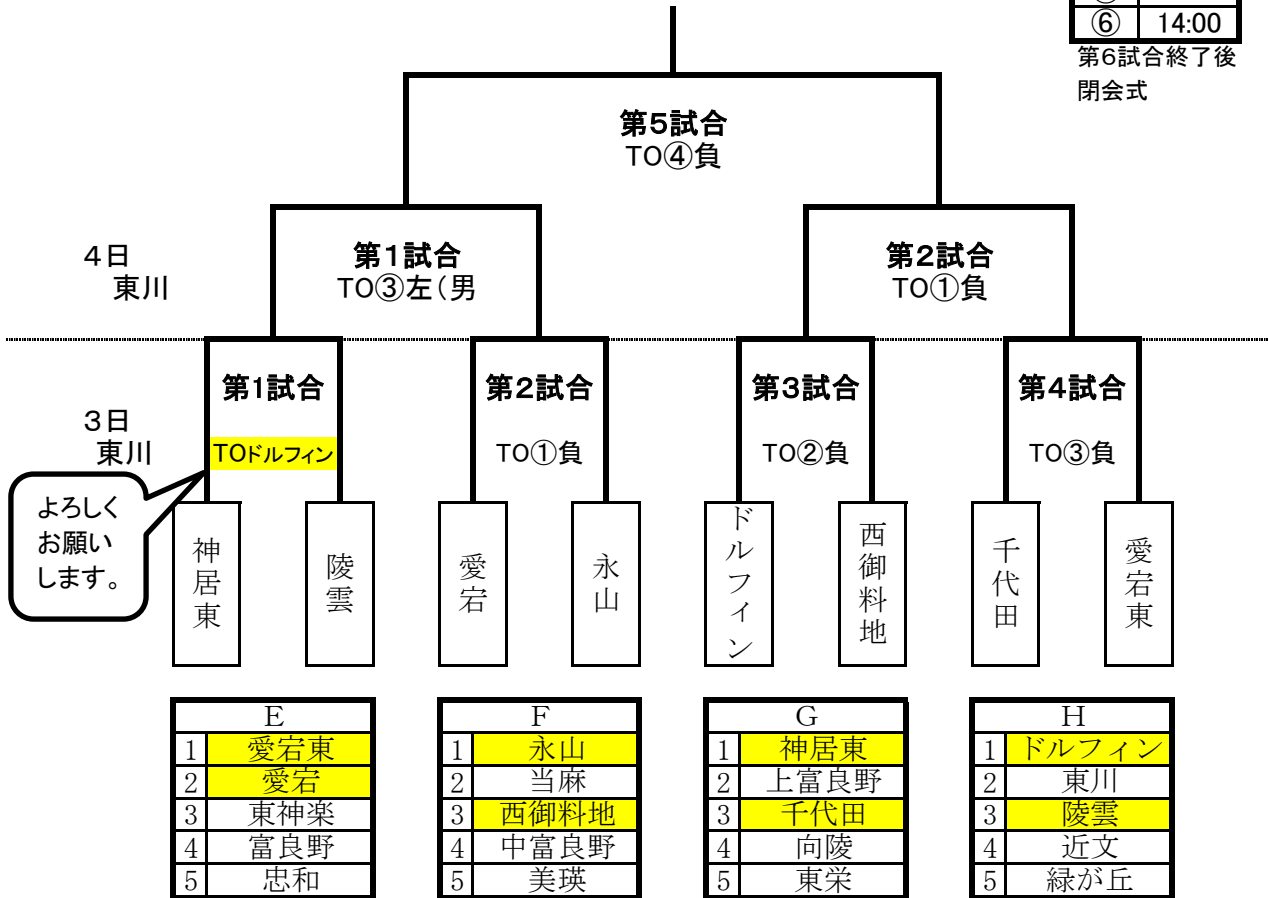 ⑥ 14:00
第6試合終了後
閉会式
第5試合
TO④負
4日
東川
第1試合
TO③左(男
第2試合
TO①負
3日
東川
第1試合
TOドルフィン
第2試合
TO①負
第3試合
TO②負
第4試合
TO③負
よろしく
お願い
します。
神居東
陵雲
愛宕
永山
ドルフィン
西御料地
千代田
愛宕東
E
1 愛宕東
2 愛宕
3 東神楽
4 富良野
5 忠和
F
1 永山
2 当麻
3 西御料地
4 中富良野
5 美瑛
G
1 神居東
2 上富良野
3 千代田
4 向陵
5 東栄
H
1 ドルフィン
2 東川
3 陵雲
4 近文
5 緑が丘